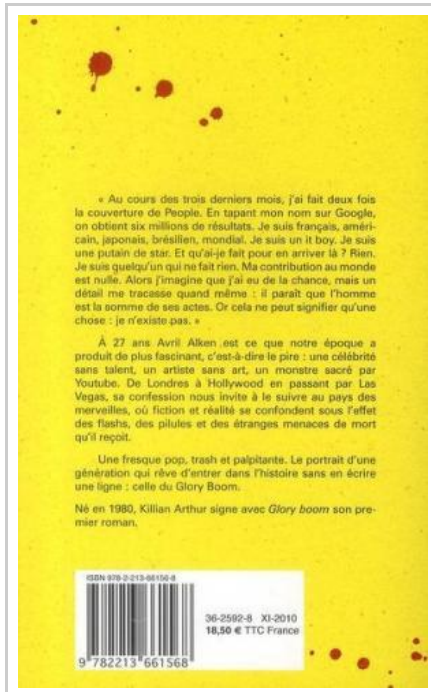 « Au cours des trois derniers mois, j'ai fait deux fois
la couverture de People. En tapant mon nom sur Google,
on obtient six millions de résultats. Je suis français, améri-
cain, japonais, brésilien, mondial. Je suis un it boy. Je suis
une putain de star. Et qu'ai-je fait pour en arriver là ? Rien.
Je suis quelqu'un qui ne fait rien. Ma contribution au monde
est nulle. Alors j'imagine que j'ai eu de la chance, mais un
détail me tracasse quand même : il paraît que l'homme
est la somme de ses actes. Or cela ne peut signifier qu'une
chose : je n'existe pas. »
À 27 ans Avril Alken est ce que notre époque a
produit de plus fascinant, c'est-à-dire le pire : une célébrité
sans talent, un artiste sans art, un monstre sacré par
Youtube. De Londres à Hollywood en passant par Las
Vegas, sa confession nous invite à le suivre au pays des
merveilles, où fiction et réalité se confondent sous l'effet
des flashs, des pilules et des étranges menaces de mort
qu'il reçoit.
Une fresque pop, trash et palpitante. Le portrait d'une
génération qui rêve d'entrer dans l'histoire sans en écrire
une ligne : celle du Glory Boom.
Né en 1980, Killian Arthur signe avec Glory boom son pre-
mier roman.
ISBN 978-2-213-66156-8
36-2592-8 XI-2010
18,50 € TTC France
9 782213 661568